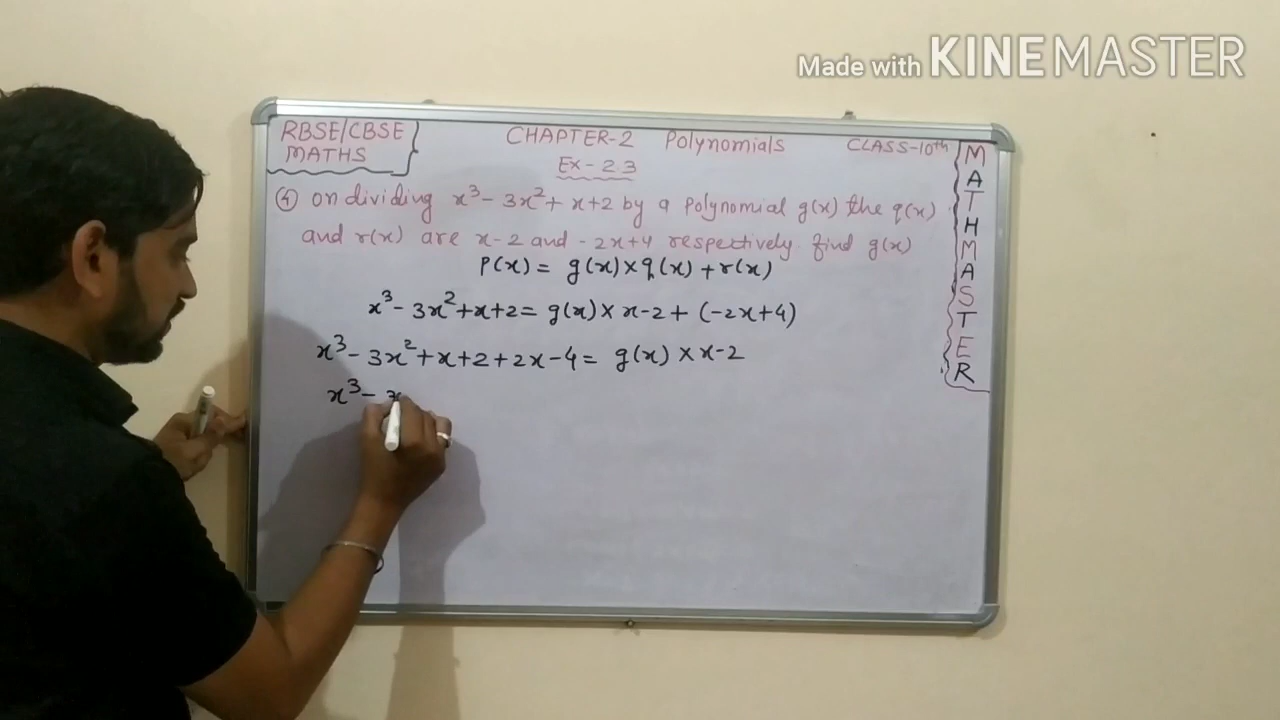 Made with KINEMASTER
RBSE/CBSE
MATHS
CHAPTER-2 Polynomials
CLASS-10th
Ex-2.3
MATHMASTER
④ on dividing x³ - 3x² + x + 2 by a polynomial g(x) the q(x)
and r(x) are x-2 and -2x+4 respectively. find g(x)
P(x) = g(x) × q(x) + r(x)
x³ - 3x² + x + 2 = g(x) × x-2 + (-2x+4)
x³ - 3x² + x + 2 + 2x - 4 = g(x) × x-2
x³ -